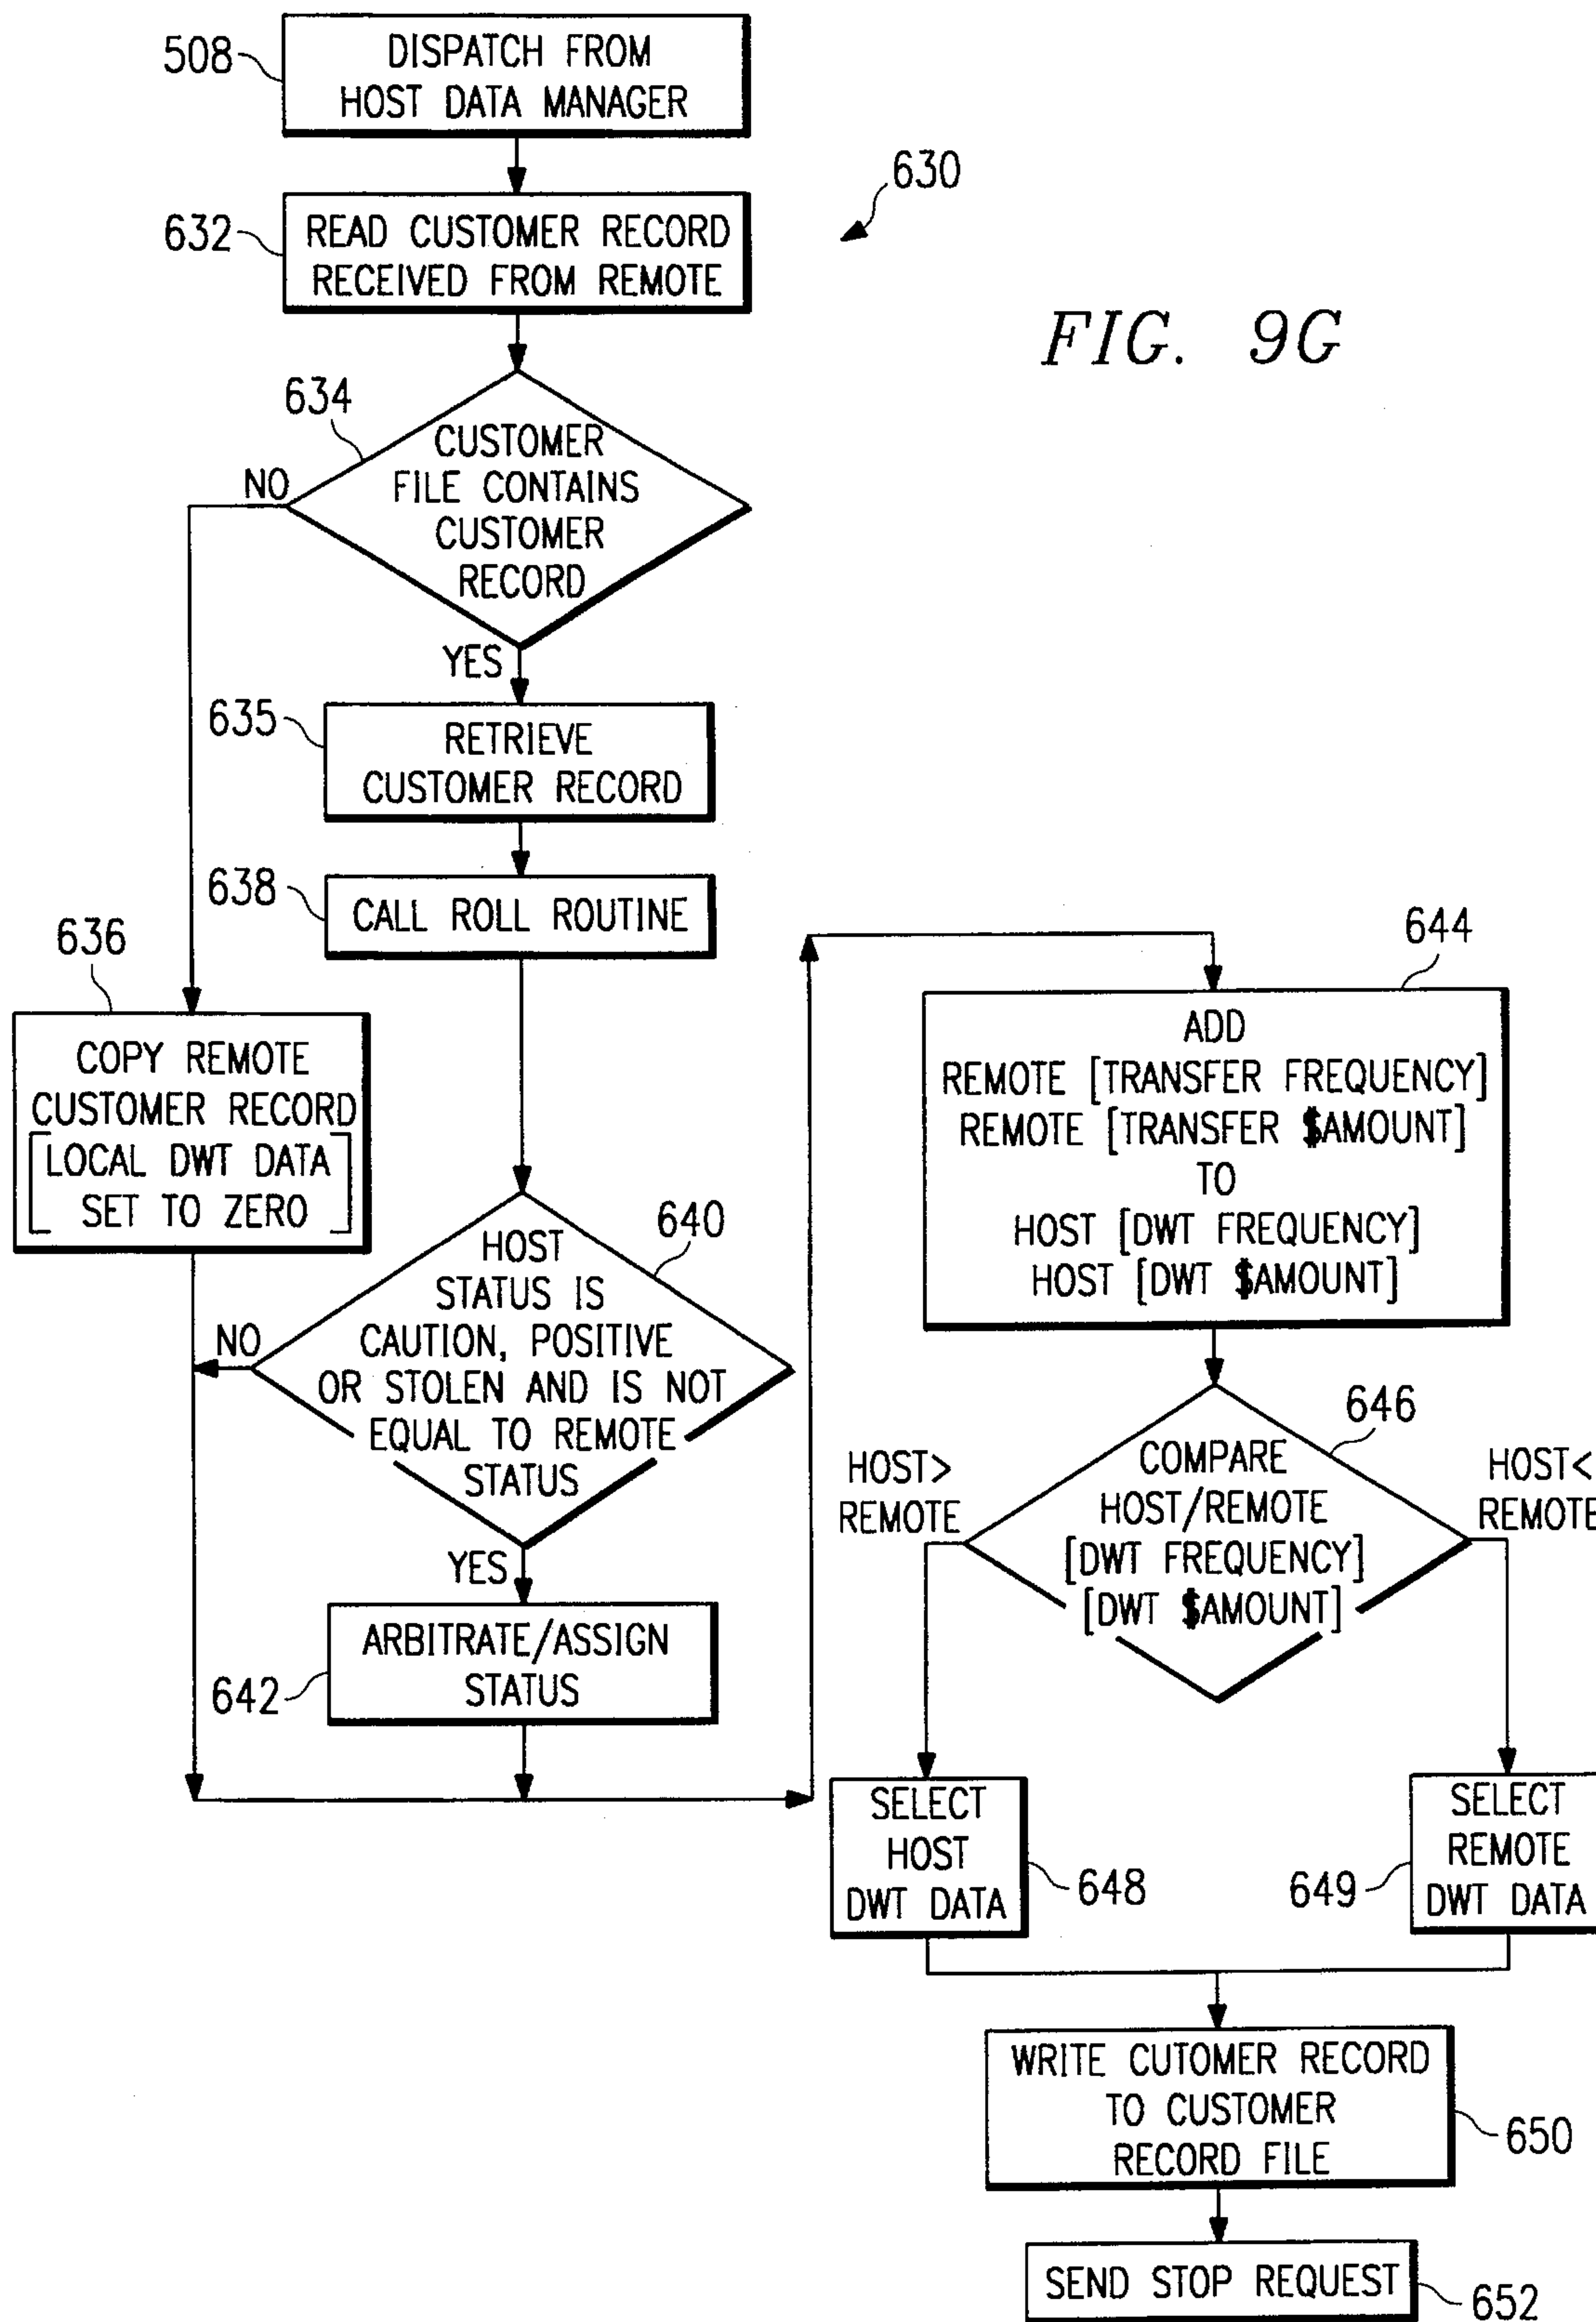 508
DISPATCH FROM
HOST DATA MANAGER
630
632
READ CUSTOMER RECORD
RECEIVED FROM REMOTE
FIG. 9G
634
CUSTOMER
FILE CONTAINS
CUSTOMER
RECORD
NO
YES
635
RETRIEVE
CUSTOMER RECORD
638
CALL ROLL ROUTINE
636
COPY REMOTE
CUSTOMER RECORD
[LOCAL DWT DATA
SET TO ZERO]
640
HOST
STATUS IS
CAUTION, POSITIVE
OR STOLEN AND IS NOT
EQUAL TO REMOTE
STATUS
NO
YES
642
ARBITRATE/ASSIGN
STATUS
644
ADD
REMOTE [TRANSFER FREQUENCY]
REMOTE [TRANSFER $AMOUNT]
TO
HOST [DWT FREQUENCY]
HOST [DWT $AMOUNT]
646
COMPARE
HOST/REMOTE
[DWT FREQUENCY]
[DWT $AMOUNT]
HOST>
REMOTE
HOST<
REMOTE
SELECT
HOST
DWT DATA
648
649
SELECT
REMOTE
DWT DATA
WRITE CUTOMER RECORD
TO CUSTOMER
RECORD FILE
650
SEND STOP REQUEST
652